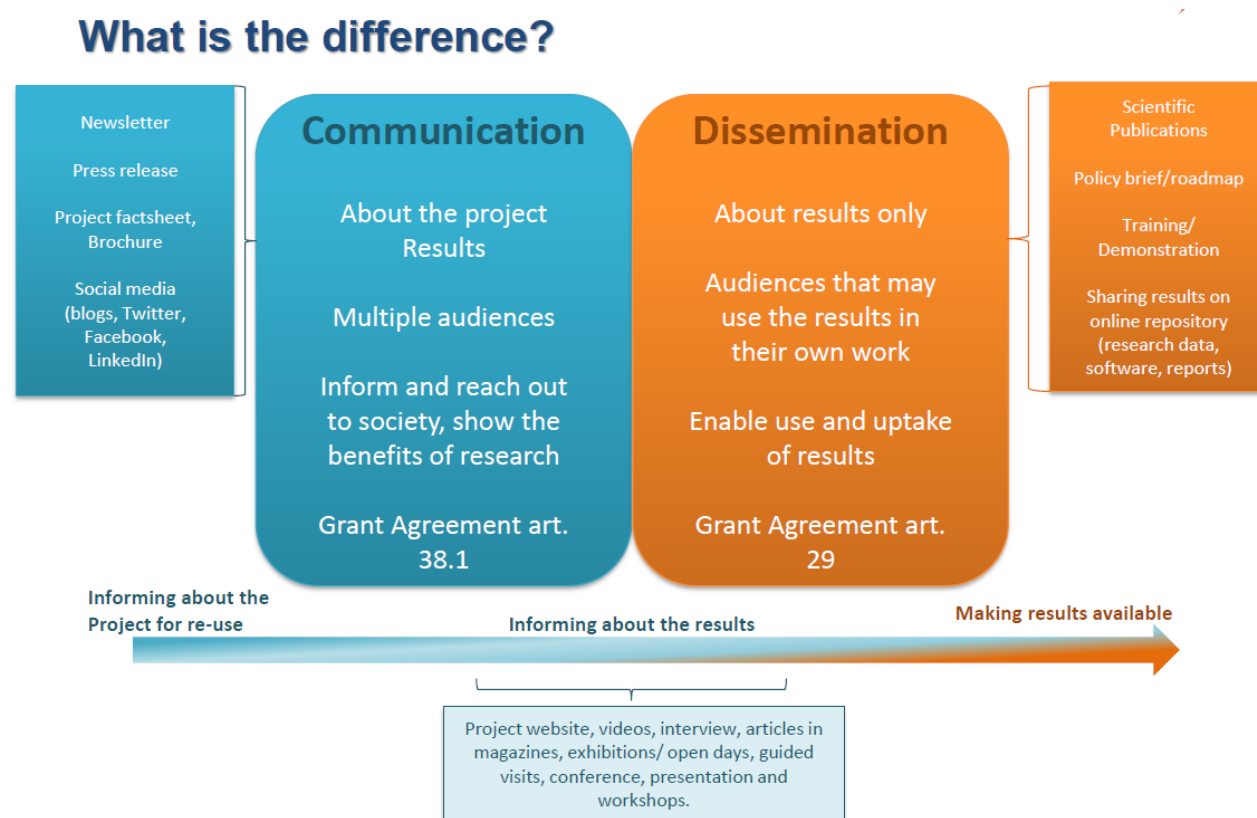 What is the difference?
Newsletter
Press release
Project factsheet,
Brochure
Social media
(blogs, Twitter,
Facebook,
LinkedIn)
Communication
About the project
Results
Multiple audiences
Inform and reach out
to society, show the
benefits of research
Grant Agreement art.
38.1
Dissemination
About results only
Audiences that may
use the results in
their own work
Enable use and uptake
of results
Grant Agreement art.
29
Scientific
Publications
Policy brief/roadmap
Training/
Demonstration
Sharing results on
online repository
(research data,
software, reports)
Informing about the
Project for re-use
Informing about the results
Making results available
Project website, videos, interview, articles in
magazines, exhibitions/ open days, guided
visits, conference, presentation and
workshops.